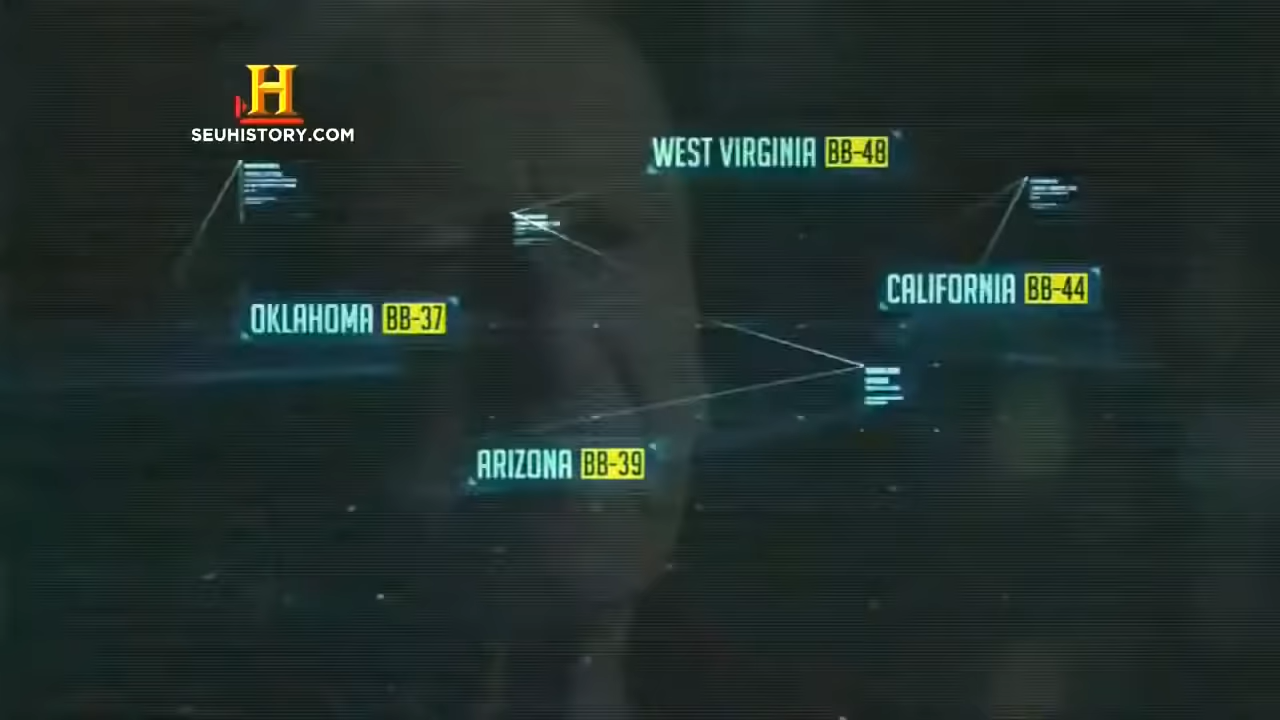 H
SEUHISTORY.COM
WEST VIRGINIA BB-48
CALIFORNIA BB-44
OKLAHOMA BB-37
ARIZONA BB-39